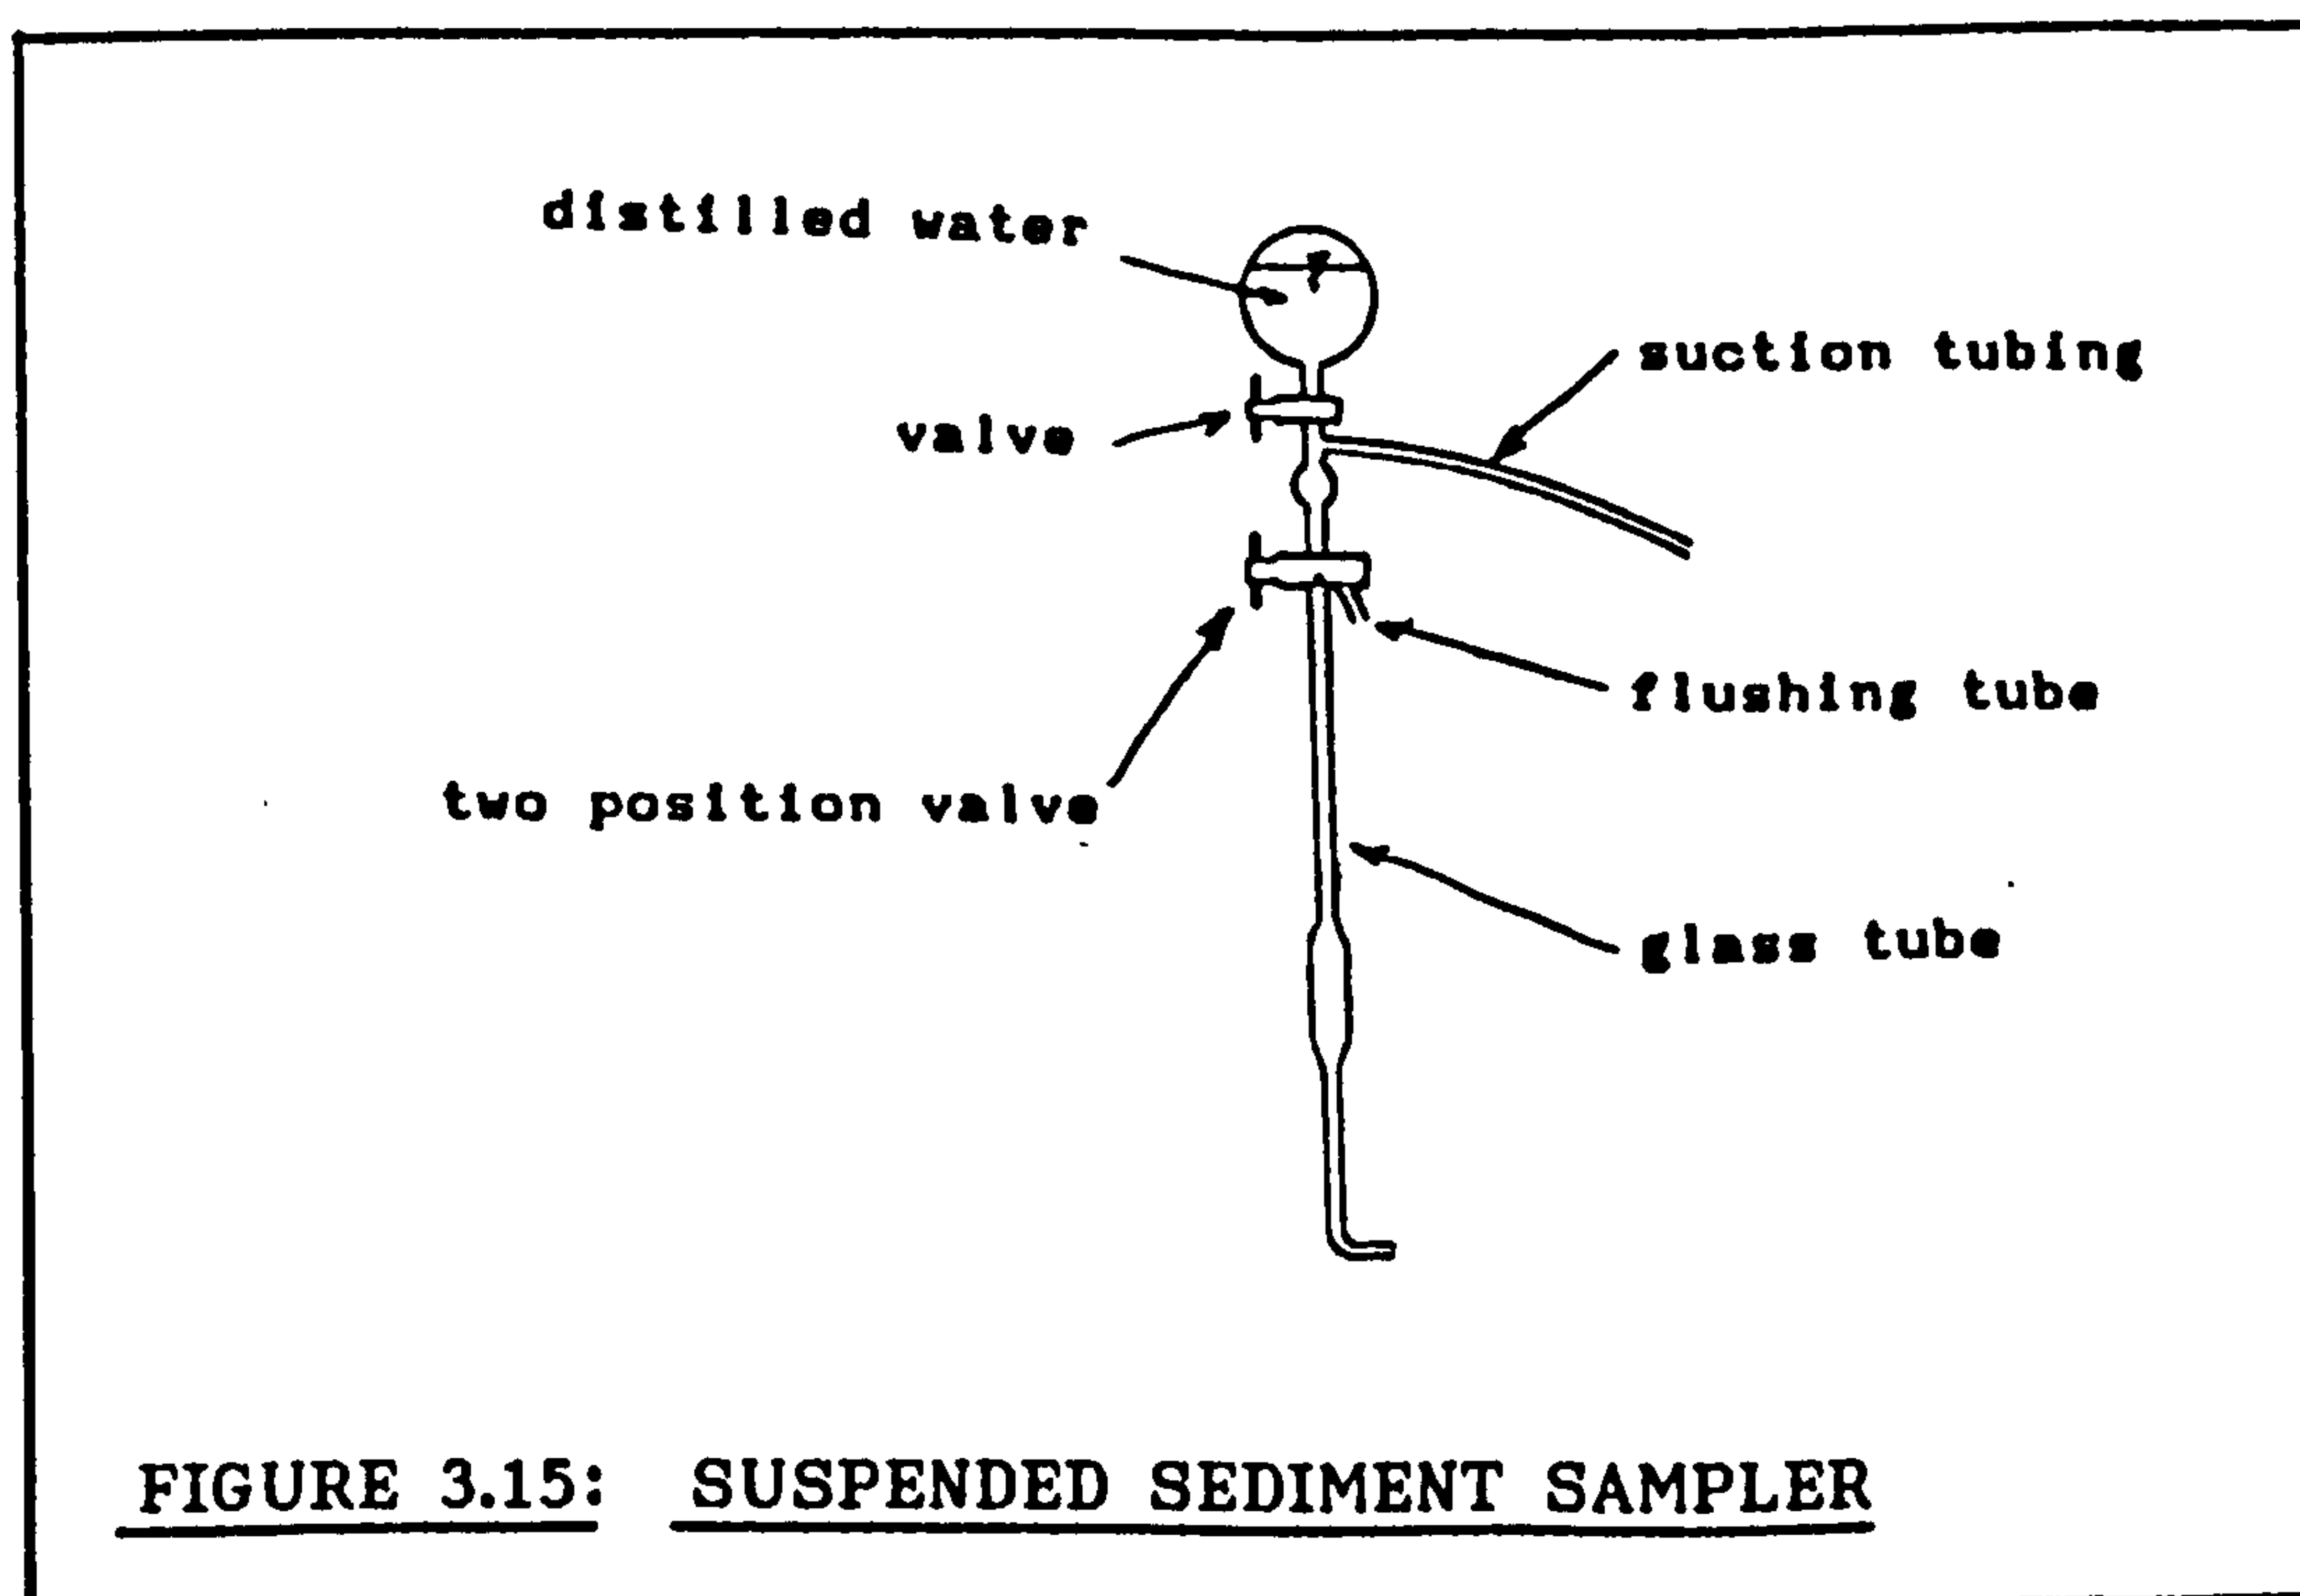 distilled water
suction tubing
valve
flushing tube
two position valve
glass tube
FIGURE 3.15: SUSPENDED SEDIMENT SAMPLER